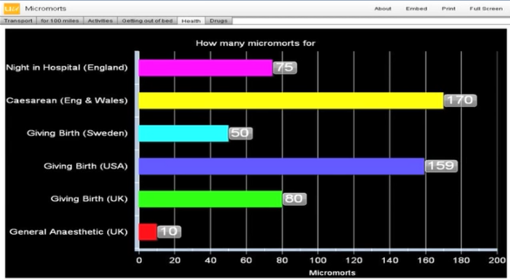 Micromorts About Embed Print Full Screen
Transport for 100 miles Activities Getting out of bed Health Drugs
How many micromorts for
Night in Hospital (England) 75
Caesarean (Eng & Wales) 170
Giving Birth (Sweden) 50
Giving Birth (USA) 159
Giving Birth (UK) 80
General Anaesthetic (UK) 10
0 20 40 60 80 100 120 140 160 180 200
Micromorts